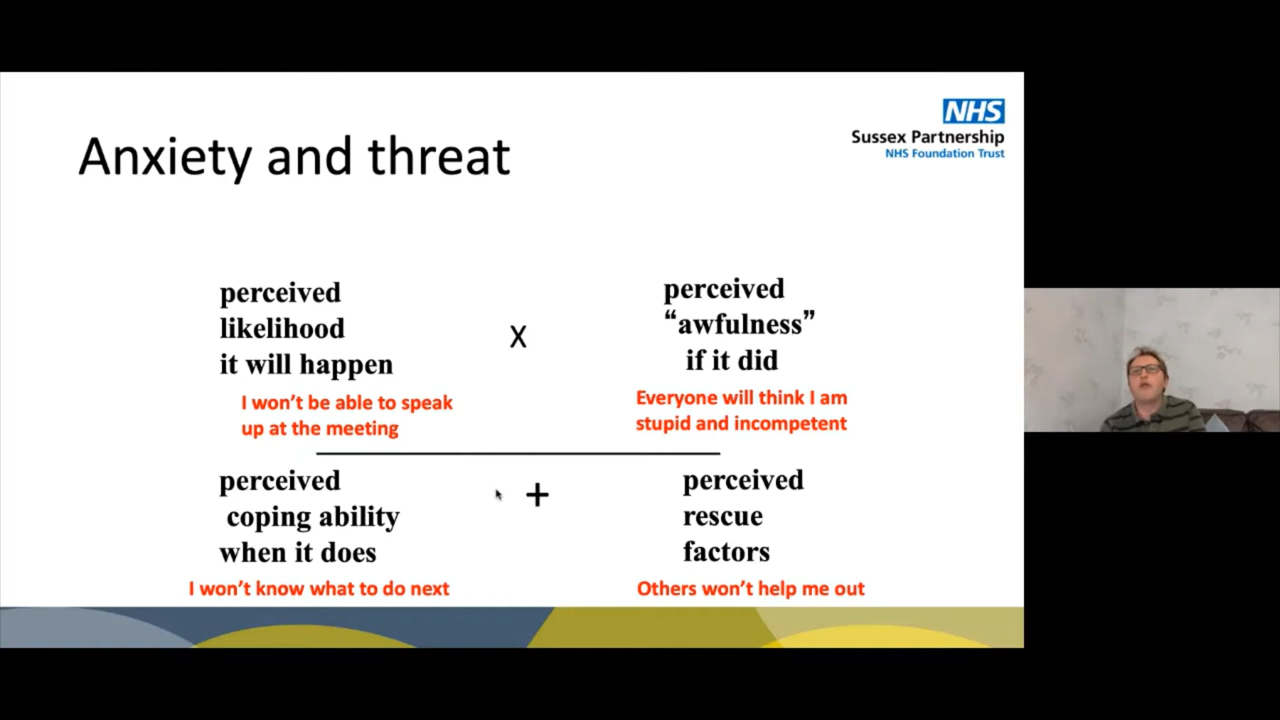 NHS
Sussex Partnership
NHS Foundation Trust
Anxiety and threat
perceived
likelihood
it will happen
I won't be able to speak
up at the meeting
X
perceived
“awfulness”
if it did
Everyone will think I am
stupid and incompetent
perceived
coping ability
when it does
I won't know what to do next
+
perceived
rescue
factors
Others won't help me out